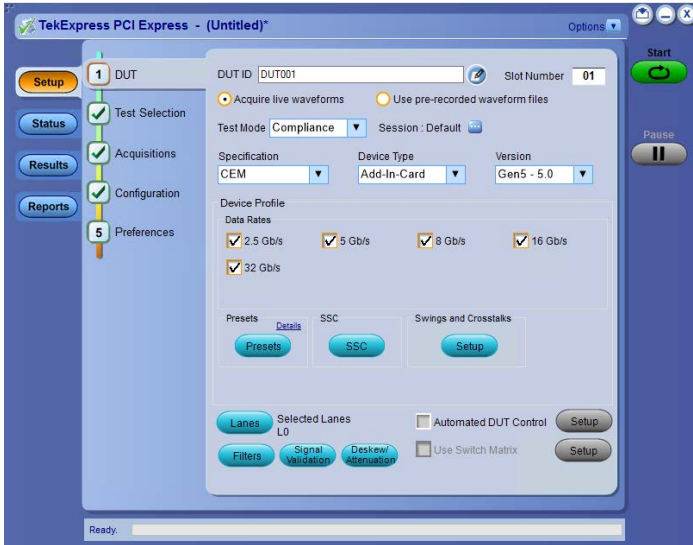 TekExpress PCI Express - (Untitled)*
Options
Start
Pause
Setup
Status
Results
Reports
1 DUT
Test Selection
Acquisitions
Configuration
5 Preferences
DUT ID DUT001
Slot Number 01
Acquire live waveforms
Use pre-recorded waveform files
Test Mode Compliance
Session : Default
Specification
Device Type
Version
CEM
Add-In-Card
Gen5 - 5.0
Device Profile
Data Rates
2.5 Gb/s
5 Gb/s
8 Gb/s
16 Gb/s
32 Gb/s
Presets
Details
SSC
Swings and Crosstalks
Presets
SSC
Setup
Lanes
Selected Lanes
L0
Automated DUT Control
Setup
Filters
Signal
Validation
Deskew/
Attenuation
Use Switch Matrix
Setup
Ready.